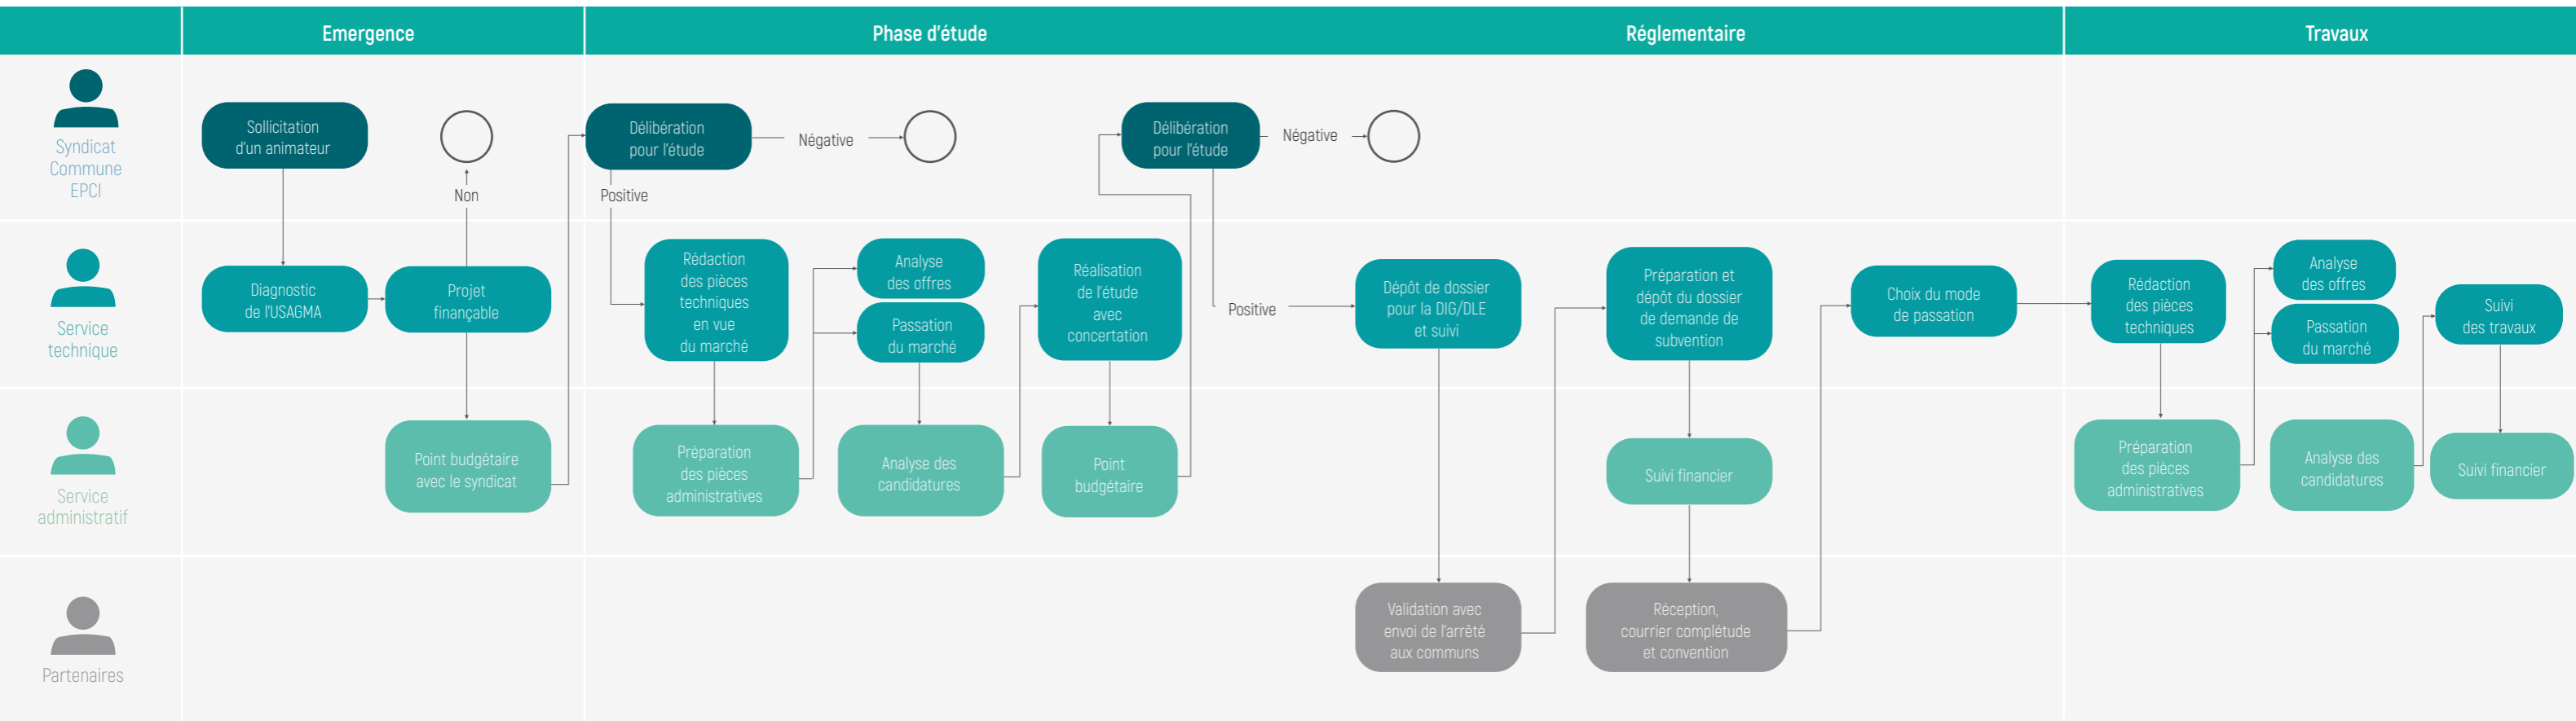 Emergence
Phase d'étude
Réglementaire
Travaux
Syndicat
Commune
EPCI
Sollicitation
d'un animateur
Non
Délibération
pour l'étude
Négative
Positive
Délibération
pour l'étude
Négative
Service
technique
Diagnostic
de l'USAGMA
Projet
finançable
Rédaction
des pièces
techniques
en vue
du marché
Analyse
des offres
Passation
du marché
Réalisation
de l'étude
avec
concertation
Positive
Dépôt de dossier
pour la DIG/DLE
et suivi
Préparation et
dépôt du dossier
de demande de
subvention
Choix du mode
de passation
Rédaction
des pièces
techniques
Analyse
des offres
Passation
du marché
Suivi
des travaux
Service
administratif
Point budgétaire
avec le syndicat
Préparation
des pièces
administratives
Analyse des
candidatures
Point
budgétaire
Suivi financier
Préparation
des pièces
administratives
Analyse des
candidatures
Suivi financier
Partenaires
Validation avec
envoi de l'arrêté
aux communs
Réception,
courrier complétude
et convention